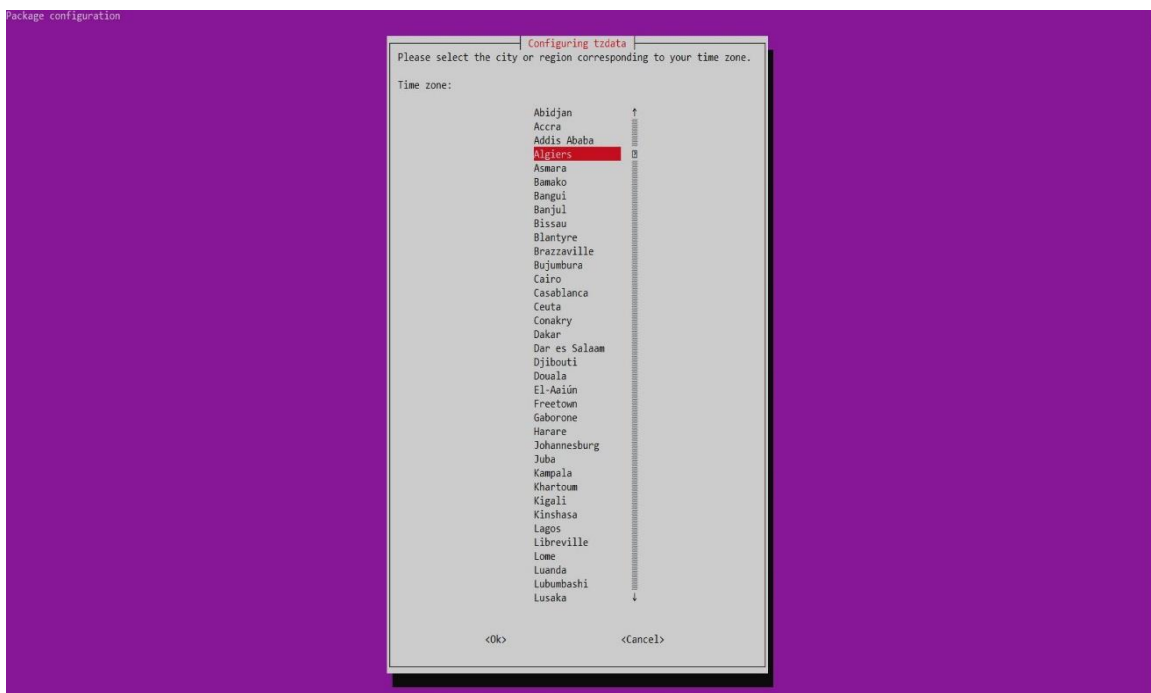 Package configuration
Configuring tzdata
Please select the city or region corresponding to your time zone.
Time zone:
Abidjan
Accra
Addis Ababa
Algiers
Asmara
Bamako
Bangui
Banjul
Bissau
Blantyre
Brazzaville
Bujumbura
Cairo
Casablanca
Ceuta
Conakry
Dakar
Dar es Salaam
Djibouti
Douala
El-Aaiún
Freetown
Gaborone
Harare
Johannesburg
Juba
Kampala
Khartoum
Kigali
Kinshasa
Lagos
Libreville
Lome
Luanda
Lubumbashi
Lusaka
<Ok> <Cancel>